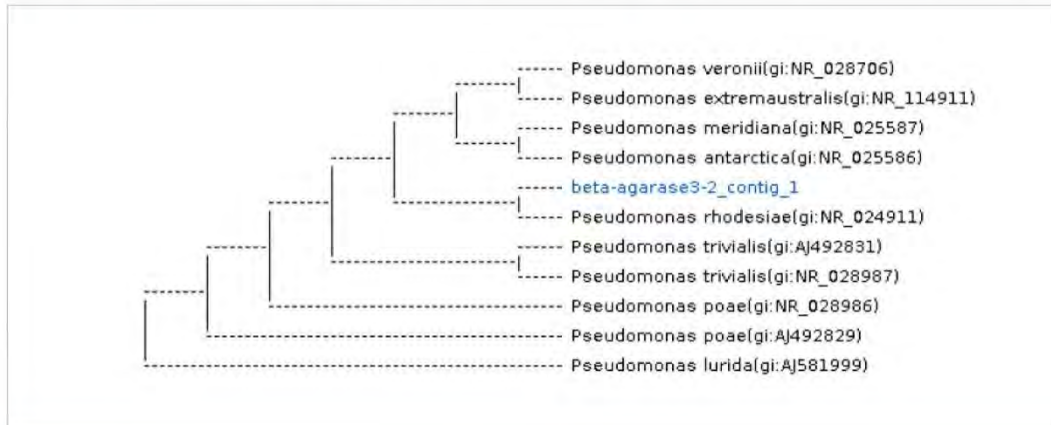 Pseudomonas veronii(gi:NR_028706)
Pseudomonas extremaustralis(gi:NR_114911)
Pseudomonas meridiana(gi:NR_025587)
Pseudomonas antarctica(gi:NR_025586)
beta-agarase3-2_contig_1
Pseudomonas rhodesiae(gi:NR_024911)
Pseudomonas trivialis(gi:AJ492831)
Pseudomonas trivialis(gi:NR_028987)
Pseudomonas poae(gi:NR_028986)
Pseudomonas poae(gi:AJ492829)
Pseudomonas lurida(gi:AJ581999)